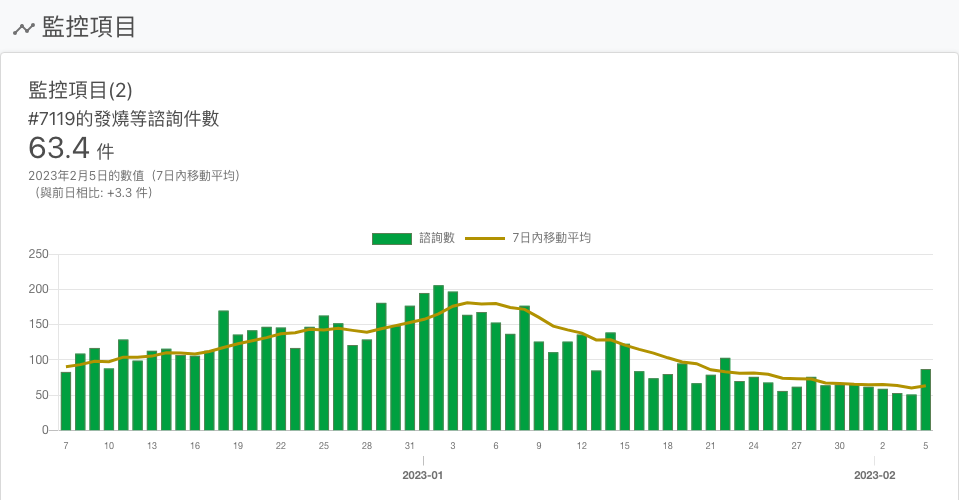 監控項目
監控項目(2)
#7119的發燒等諮詢件數
63.4 件
2023年2月5日的數值（7日內移動平均）
（與前日相比: +3.3 件）
諮詢數 7日內移動平均
250
200
150
100
50
0
7 10 13 16 19 22 25 28 31 3 6 9 12 15 18 21 24 27 30 2 5
2023-01 2023-02